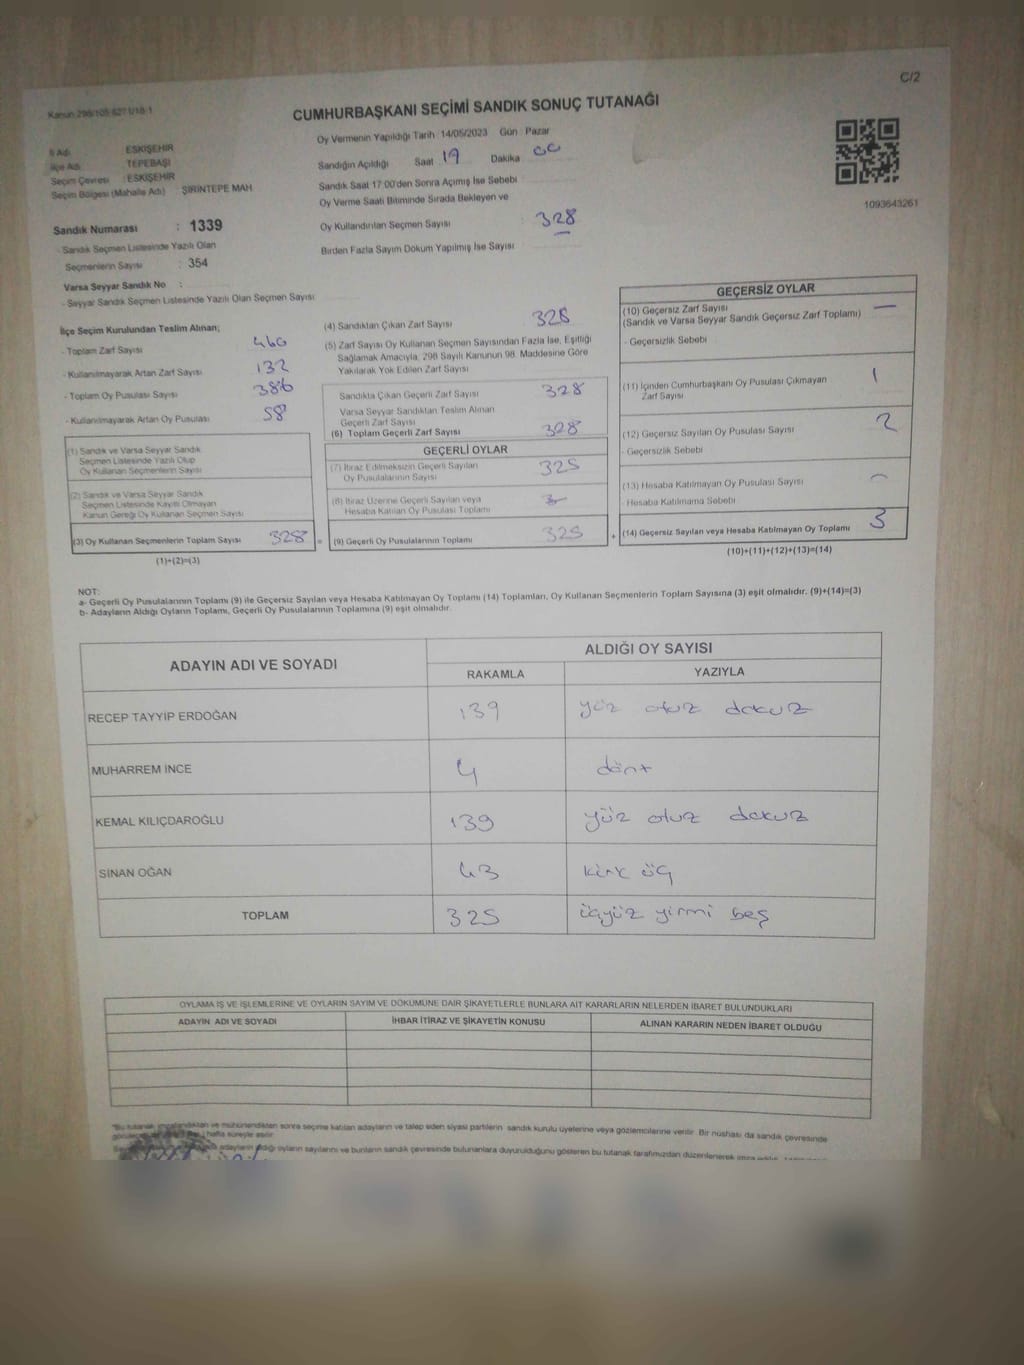 C/2
CUMHURBAŞKANI SEÇİMİ SANDIK SONUÇ TUTANAĞI
Oy Vermenin Yapıldığı Tarih 14/05/2023 Gün Pazar
İl Adı ESKİŞEHİR
İlçe Adı TEPEBAŞI
Seçim Çevresi : ESKİŞEHİR
Seçim Bölgesi (Mahalle Adı) : ŞİRİNTEPE MAH
Sandığın Açıldığı Saat 19 Dakika 00
Sandık Saat 17:00'den Sonra Açımış İse Sebebi
Oy Verme Saati Bitiminde Sırada Bekleyen ve
Oy Kullandırılan Seçmen Sayısı : 328
Birden Fazla Sayım Döküm Yapılmış İse Sayısı
1093643261
Sandık Numarası : 1339
- Sandık Seçmen Listesinde Yazılı Olan
Seçmenlerin Sayısı : 354
Varsa Seyyar Sandık No :
- Seyyar Sandık Seçmen Listesinde Yazılı Olan Seçmen Sayısı
İlçe Seçim Kurulundan Teslim Alınan;
- Toplam Zarf Sayısı 460
- Kullanılmayarak Artan Zarf Sayısı 132
- Toplam Oy Pusulası Sayısı 386
- Kullanılmayarak Artan Oy Pusulası 58
(1) Sandık ve Varsa Seyyar Sandık
Seçmen Listesinde Yazılı Olup
Oy Kullanan Seçmenlerin Sayısı
(2) Sandık ve Varsa Seyyar Sandık
Seçmen Listesinde Kayıtlı Olmayan
Kanun Gereği Oy Kullanan Seçmen Sayısı
(3) Oy Kullanan Seçmenlerin Toplam Sayısı 328 =
(1)+(2)=(3)
(4) Sandıktan Çıkan Zarf Sayısı 328
(5) Zarf Sayısı Oy Kullanan Seçmen Sayısından Fazla İse, Eşitliği
Sağlamak Amacıyla, 298 Sayılı Kanunun 98. Maddesine Göre
Yakılarak Yok Edilen Zarf Sayısı
Sandıkta Çıkan Geçerli Zarf Sayısı 328
Varsa Seyyar Sandıktan Teslim Alınan
Geçerli Zarf Sayısı
(6) Toplam Geçerli Zarf Sayısı 328
GEÇERLİ OYLAR
(7) İtiraz Edilmeksizin Geçerli Sayılan
Oy Pusulalarının Sayısı 325
(8) İtiraz Üzerine Geçerli Sayılan veya
Hesaba Katılan Oy Pusulası Toplamı
(9) Geçerli Oy Pusulalarının Toplamı 325 +
GEÇERSİZ OYLAR
(10) Geçersiz Zarf Sayısı —
(Sandık ve Varsa Seyyar Sandık Geçersiz Zarf Toplamı)
- Geçersizlik Sebebi
(11) İçinden Cumhurbaşkanı Oy Pusulası Çıkmayan 1
Zarf Sayısı
(12) Geçersiz Sayılan Oy Pusulası Sayısı 2
- Geçersizlik Sebebi
(13) Hesaba Katılmayan Oy Pusulası Sayısı
- Hesaba Katılmama Sebebi
(14) Geçersiz Sayılan veya Hesaba Katılmayan Oy Toplamı 3
(10)+(11)+(12)+(13)=(14)
NOT:
a- Geçerli Oy Pusulalarının Toplamı (9) ile Geçersiz Sayılan veya Hesaba Katılmayan Oy Toplamı (14) Toplamları, Oy Kullanan Seçmenlerin Toplam Sayısına (3) eşit olmalıdır. (9)+(14)=(3)
b- Adayların Aldığı Oyların Toplamı, Geçerli Oy Pusulalarının Toplamına (9) eşit olmalıdır.
ADAYIN ADI VE SOYADI ALDIĞI OY SAYISI
RAKAMLA YAZIYLA
RECEP TAYYİP ERDOĞAN 139 yüz otuz dokuz
MUHARREM İNCE 4 dört
KEMAL KILIÇDAROĞLU 139 yüz otuz dokuz
SİNAN OĞAN 43 kırk üç
TOPLAM 325 üçyüz yirmi beş
OYLAMA İŞ VE İŞLEMLERİNE VE OYLARIN SAYIM VE DÖKÜMÜNE DAİR ŞİKAYETLERLE BUNLARA AİT KARARLARIN NELERDEN İBARET BULUNDUKLARI
ADAYIN ADI VE SOYADI İHBAR İTİRAZ VE ŞİKAYETİN KONUSU ALINAN KARARIN NEDEN İBARET OLDUĞU
ve mühürlendikten sonra seçime katılan adayların ve talep eden siyasi partilerin sandık kurulu üyelerine veya gözlemcilerine verilir. Bir nüshası da sandık çevresinde
hafta süreyle asılır.
adayların aldığı oyların sayılarını ve bunların sandık çevresinde bulunanlara duyurulduğunu gösteren bu tutanak tarafımızdan düzenlenerek